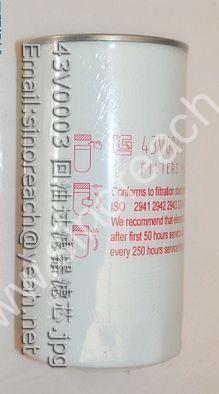 43V0003 回油过滤器滤芯.jpg
Email:sinoreach@yeah.net
43V00
FILTERS
Conforms to filtration
ISO 2941 2942 2943
We recommend that
after first 50 hours service
every 250 hours service